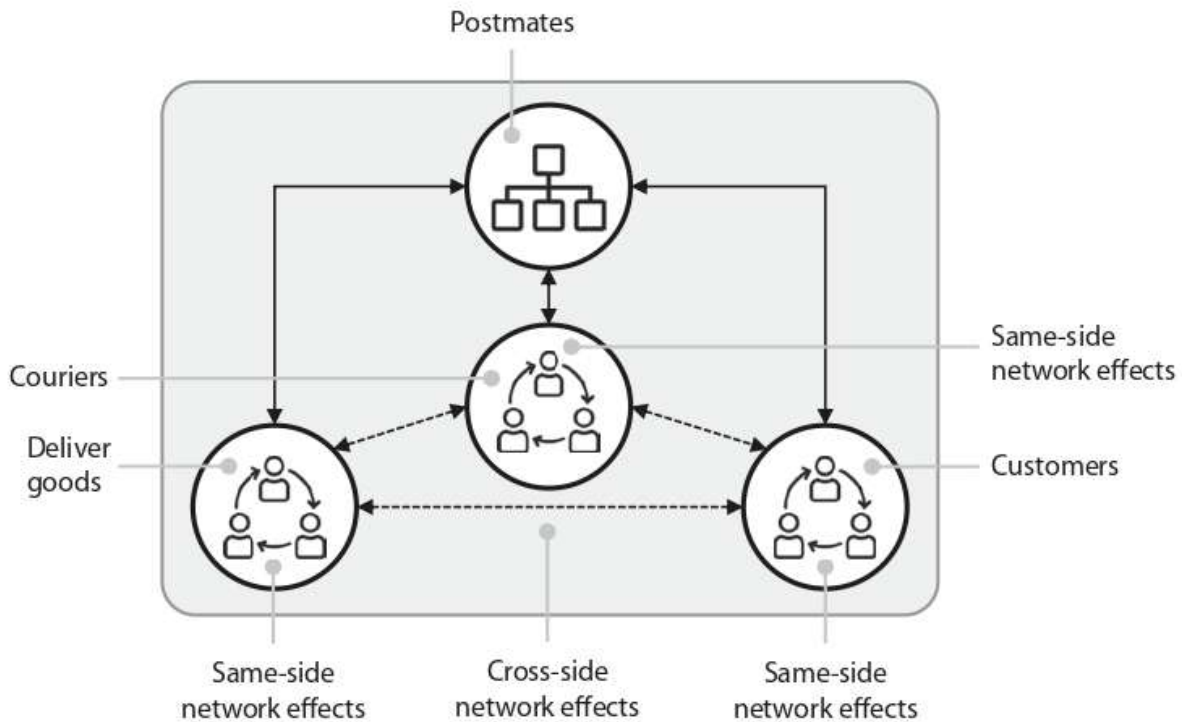 Postmates
Same-side
network effects
Couriers
Deliver
goods
Customers
Same-side
network effects
Cross-side
network effects
Same-side
network effects